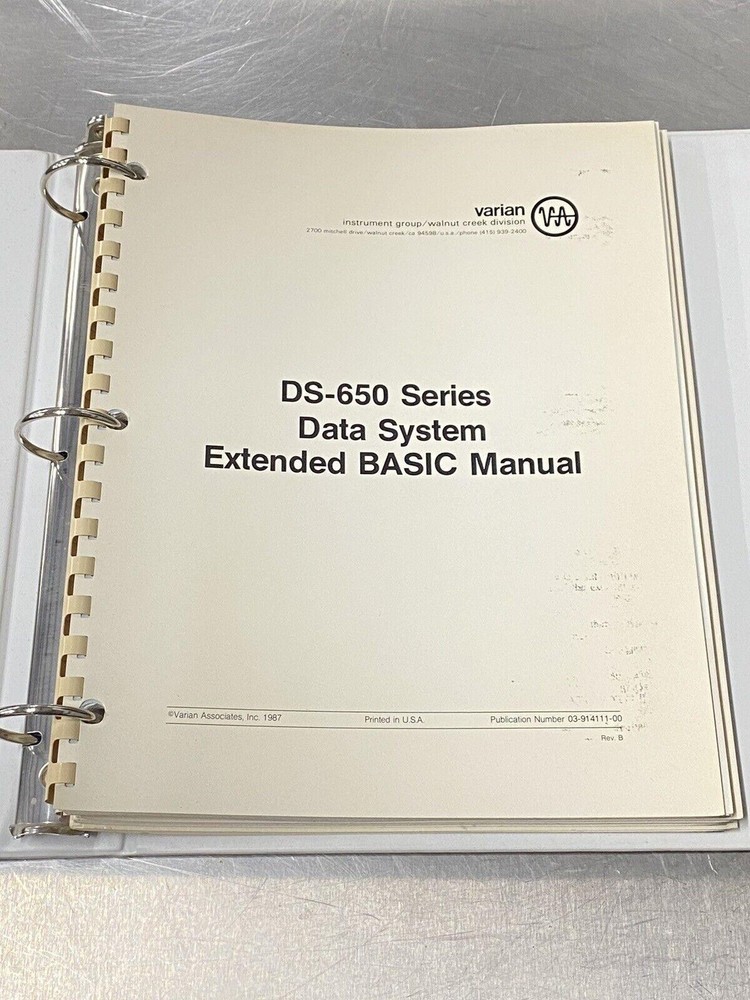 varian
instrument group/walnut creek division
2700 mitchell drive/walnut creek/ca 94598/u.s.a./phone (415) 939-2400
VA
DS-650 Series
Data System
Extended BASIC Manual
©Varian Associates, Inc. 1987 Printed in U.S.A. Publication Number 03-914111-00
Rev. B